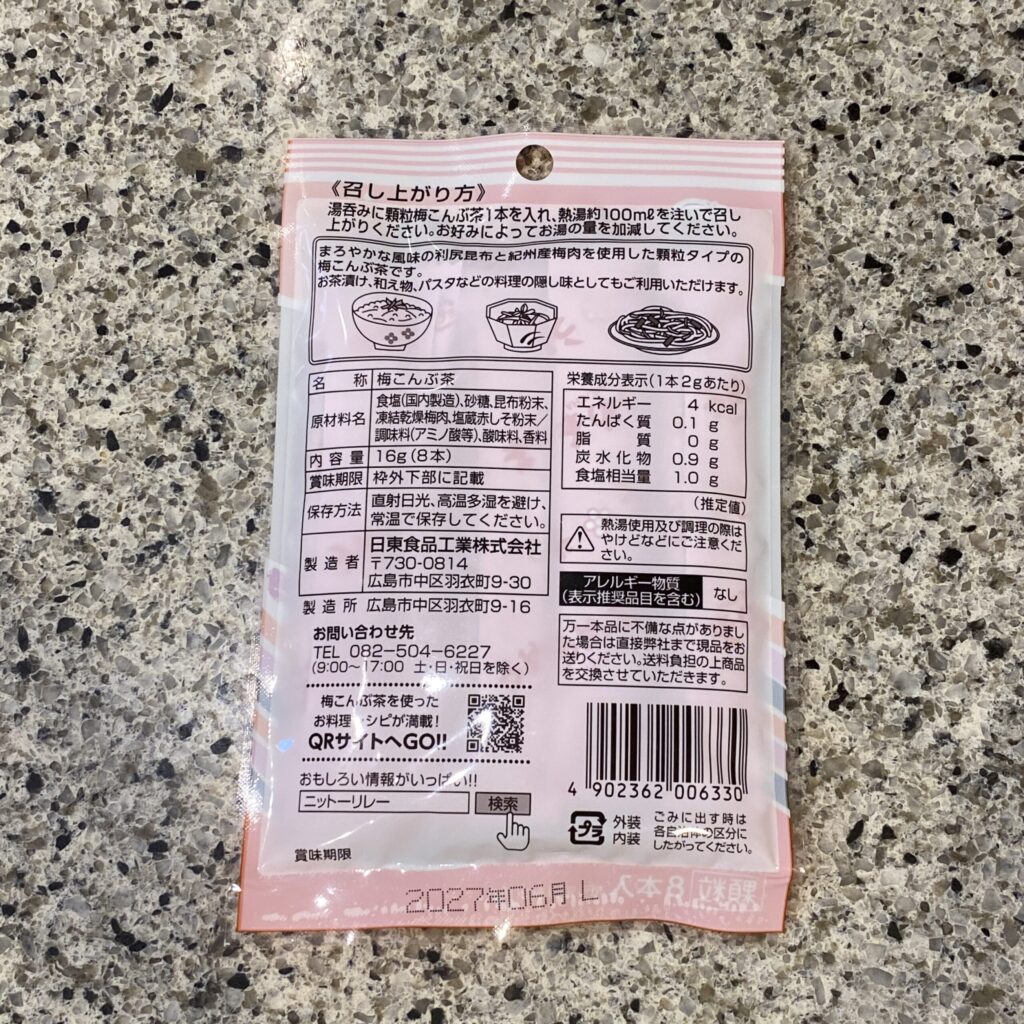 《召し上がり方》
湯呑みに顆粒梅こんぶ茶1本を入れ、熱湯約100mℓを注いで召し
上がりください。お好みによってお湯の量を加減してください。
まろやかな風味の利尻昆布と紀州産梅肉を使用した顆粒タイプの
梅こんぶ茶です。
お茶漬け、和え物、パスタなどの料理の隠し味としてもご利用いただけます。
名称 梅こんぶ茶
原材料名 食塩(国内製造)、砂糖、昆布粉末、
凍結乾燥梅肉、塩蔵赤しそ粉末／
調味料(アミノ酸等)、酸味料、香料
内容量 16g(8本)
賞味期限 枠外下部に記載
保存方法 直射日光、高温多湿を避け、
常温で保存してください。
製造者 日東食品工業株式会社
〒730-0814
広島市中区羽衣町9-30
製造所 広島市中区羽衣町9-16
お問い合わせ先
TEL 082-504-6227
(9:00～17:00 土・日・祝日を除く)
梅こんぶ茶を使った
お料理レシピが満載！
QRサイトへGO!!
おもしろい情報がいっぱい!!
ニットーリレー 検索
賞味期限
2027年06月 L
栄養成分表示(1本2gあたり)
エネルギー 4 kcal
たんぱく質 0.1 g
脂質 0 g
炭水化物 0.9 g
食塩相当量 1.0 g
(推定値)
熱湯使用及び調理の際は
やけどなどにご注意くだ
さい。
アレルギー物質
(表示推奨品目を含む)
なし
万一本品に不備な点がありまし
た場合は直接弊社まで現品をお
送りください。送料負担の上商品
を交換させていただきます。
4 902362 006330
プラ
外装
内装
ごみに出す時は
各自治体の区分に
したがってください。
顆粒 8本入